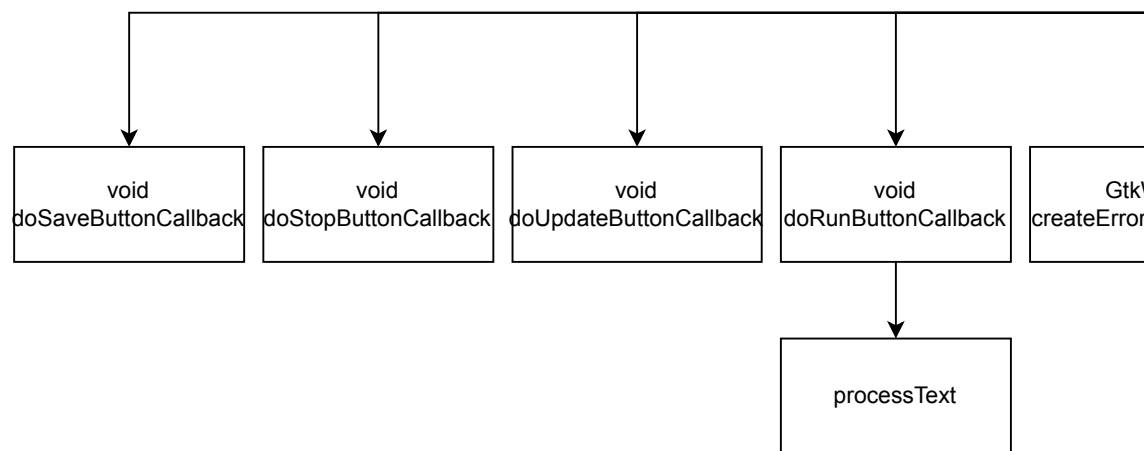 void
doSaveButtonCallback
void
doStopButtonCallback
void
doUpdateButtonCallback
void
doRunButtonCallback
processText